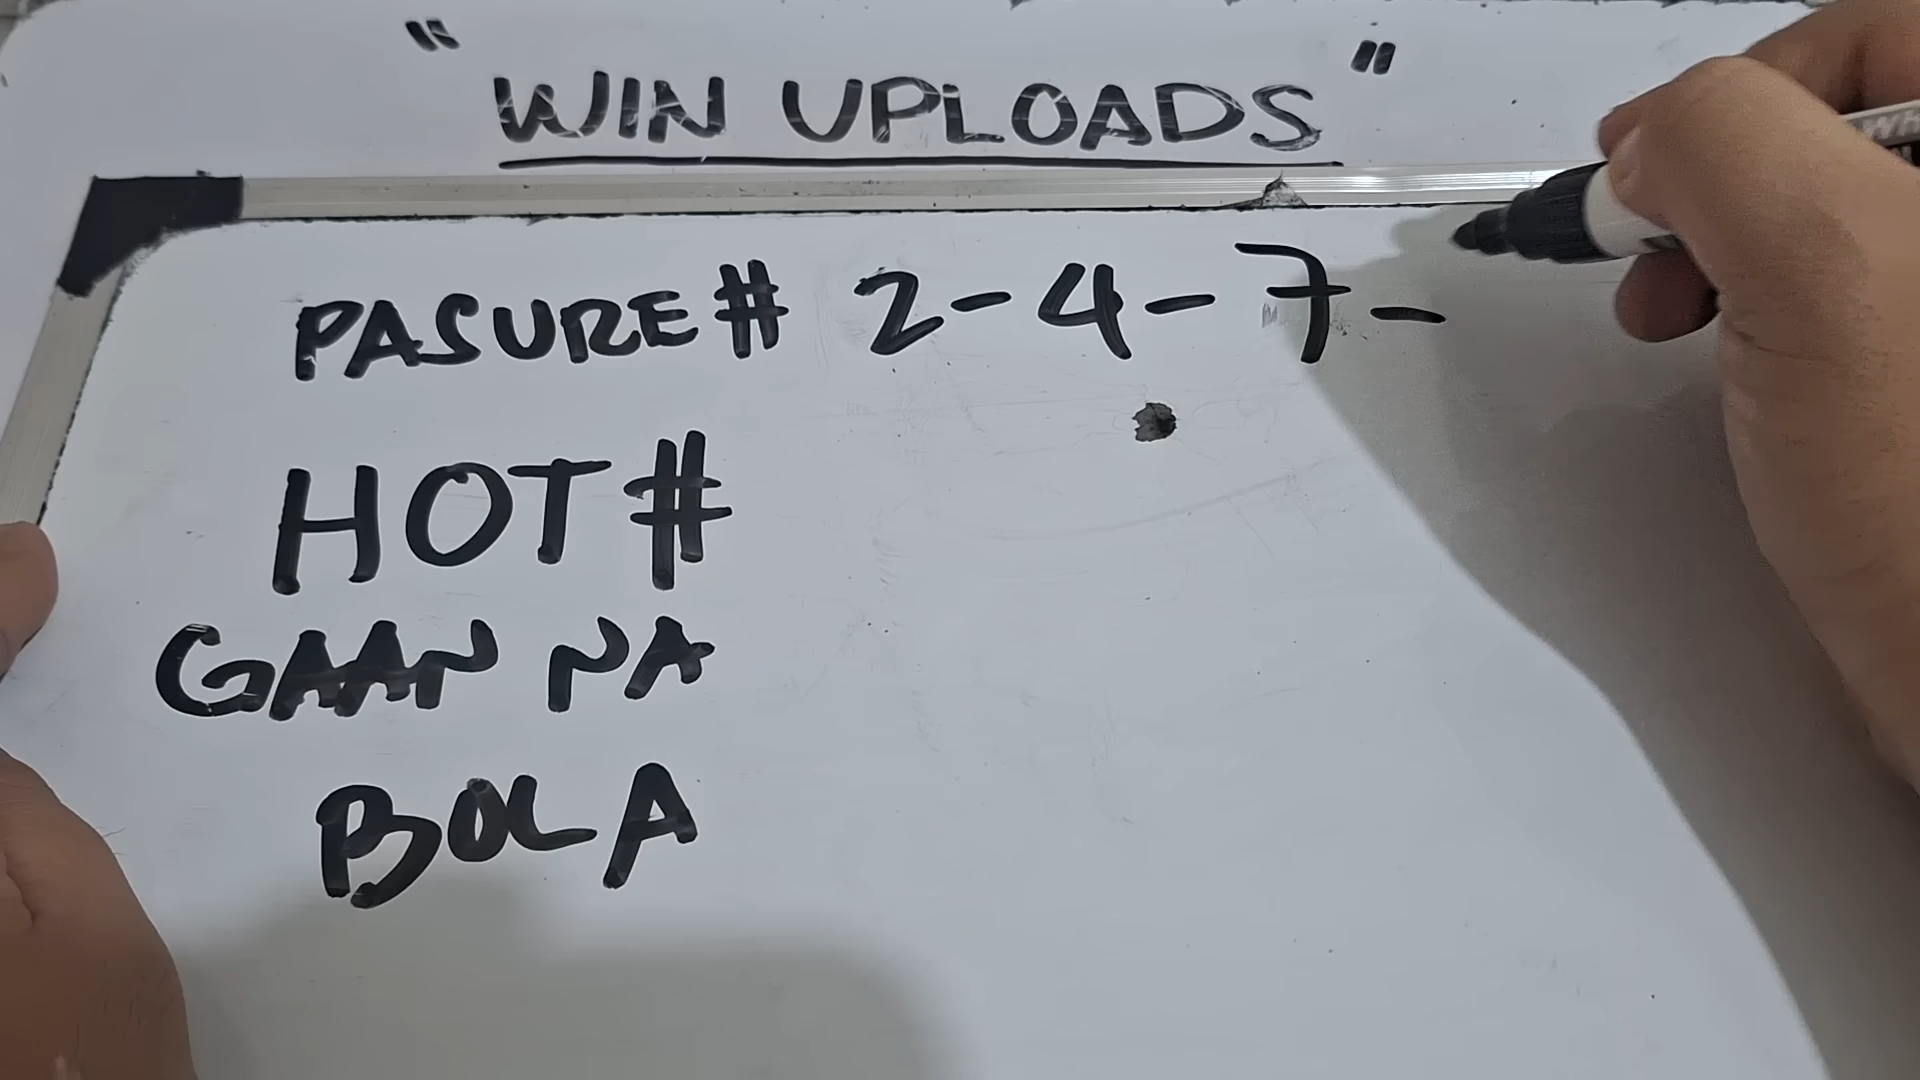 "WIN UPLOADS"
PASURE# 2-4-7-
HOT#
GAAN NA
BOLA